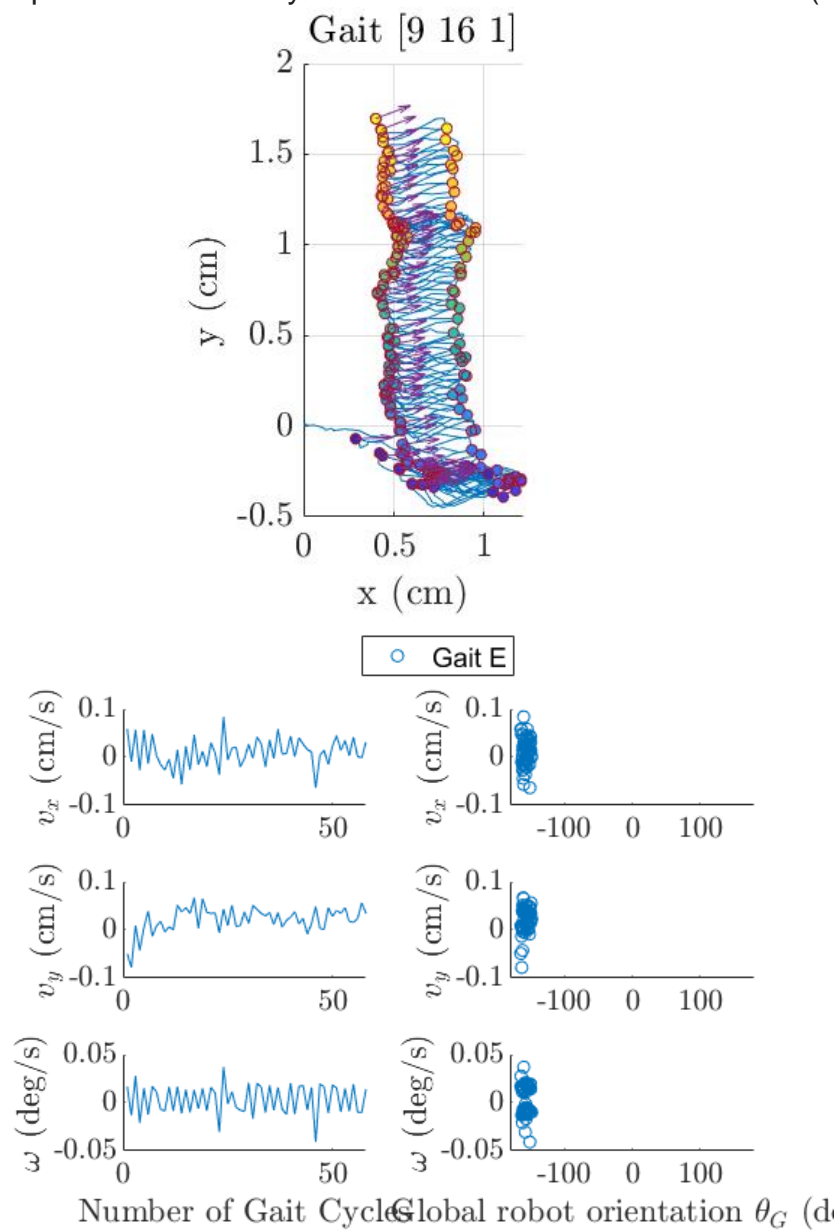 Gait [9 16 1]
2
1.5
1
0.5
0
-0.5
y (cm)
0 0.5 1
x (cm)
Gait E
0.1
0
-0.1
v_x (cm/s)
0 50
0.1
0
-0.1
v_x (cm/s)
-100 0 100
0.1
0
-0.1
v_y (cm/s)
0 50
0.1
0
-0.1
v_y (cm/s)
-100 0 100
0.05
0
-0.05
ω (deg/s)
0 50
0.05
0
-0.05
ω (deg/s)
-100 0 100
Number of Gait Cycles
Global robot orientation θ_G (de